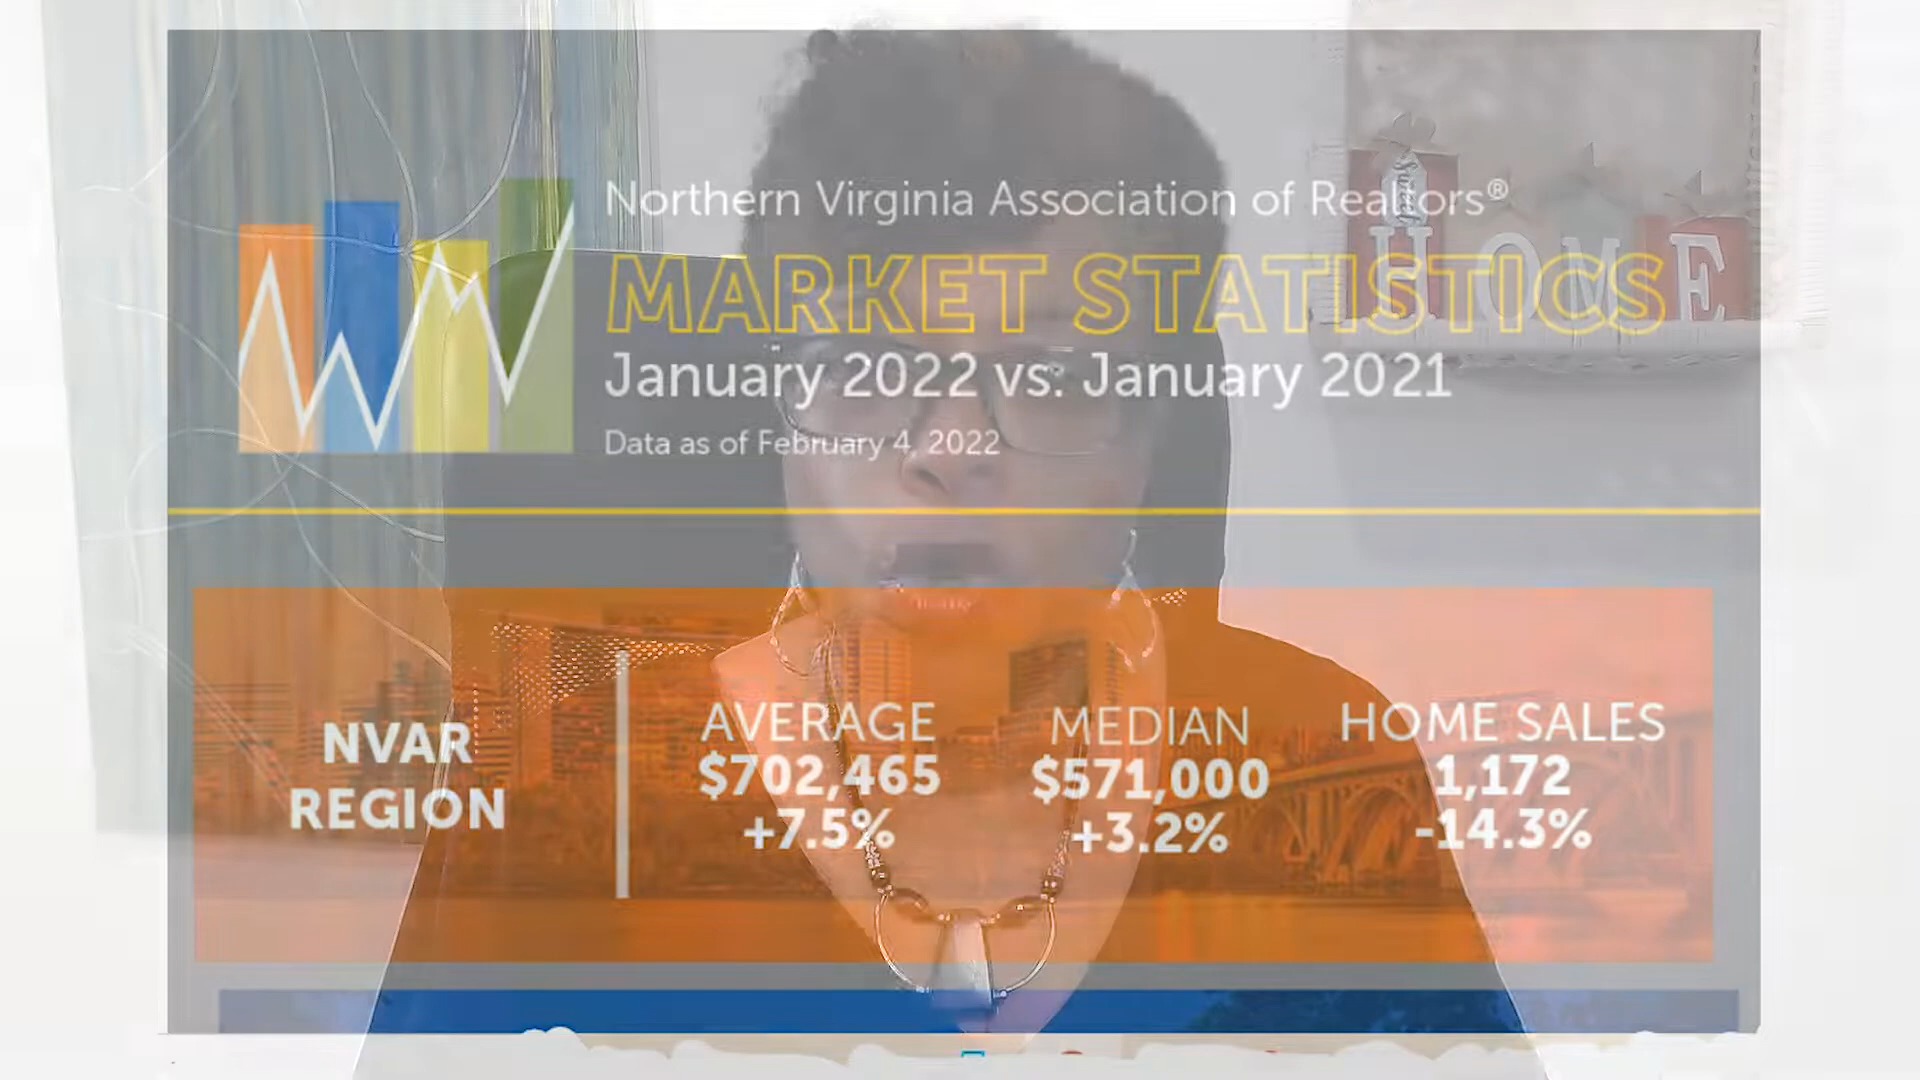 Northern Virginia Association of Realtors®
MARKET STATISTICS
January 2022 vs. January 2021
Data as of February 4, 2022
HOME
NVAR
REGION
AVERAGE
$702,465
+7.5%
MEDIAN
$571,000
+3.2%
HOME SALES
1,172
-14.3%